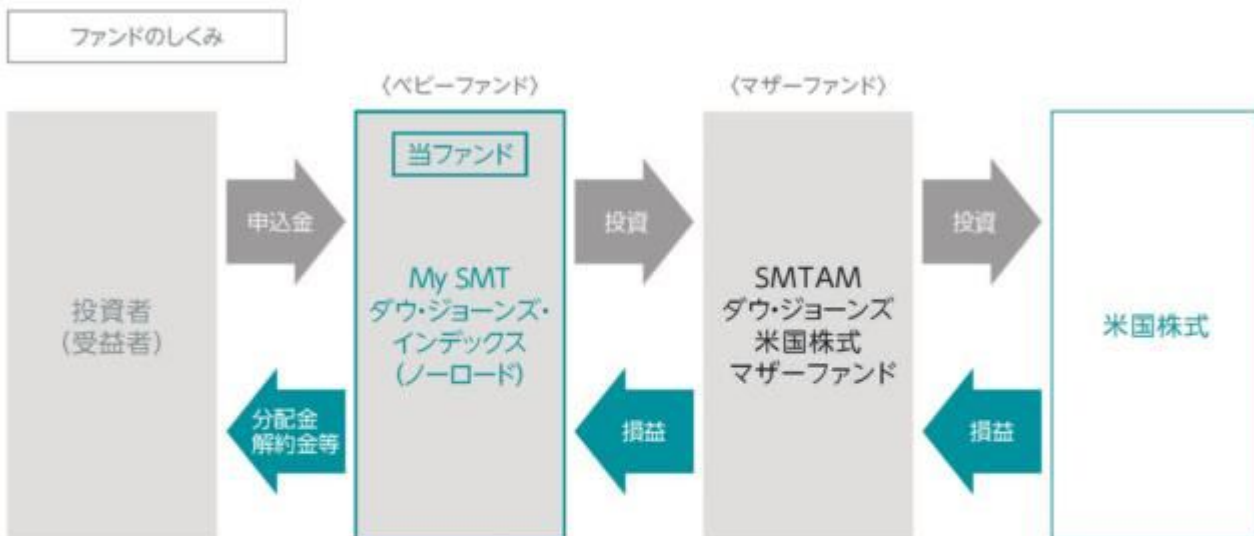 ファンドのしくみ
〈ベビーファンド〉
〈マザーファンド〉
投資者
(受益者)
申込金
分配金
解約金等
当ファンド
My SMT
ダウ・ジョーンズ・
インデックス
(ノーロード)
投資
損益
SMTAM
ダウ・ジョーンズ
米国株式
マザーファンド
投資
損益
米国株式